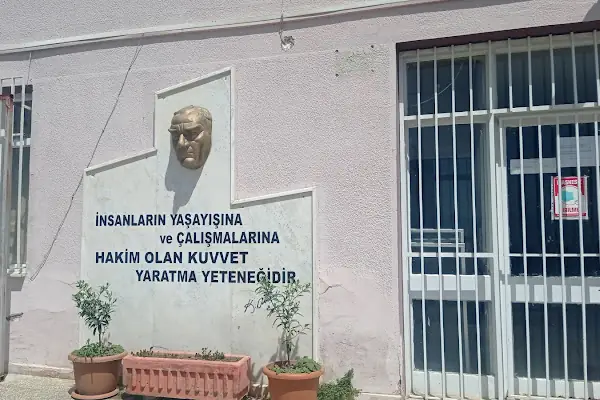 İNSANLARIN YAŞAYIŞINA
ve ÇALIŞMALARINA
HAKİM OLAN KUVVET
YARATMA YETENEĞİDİR